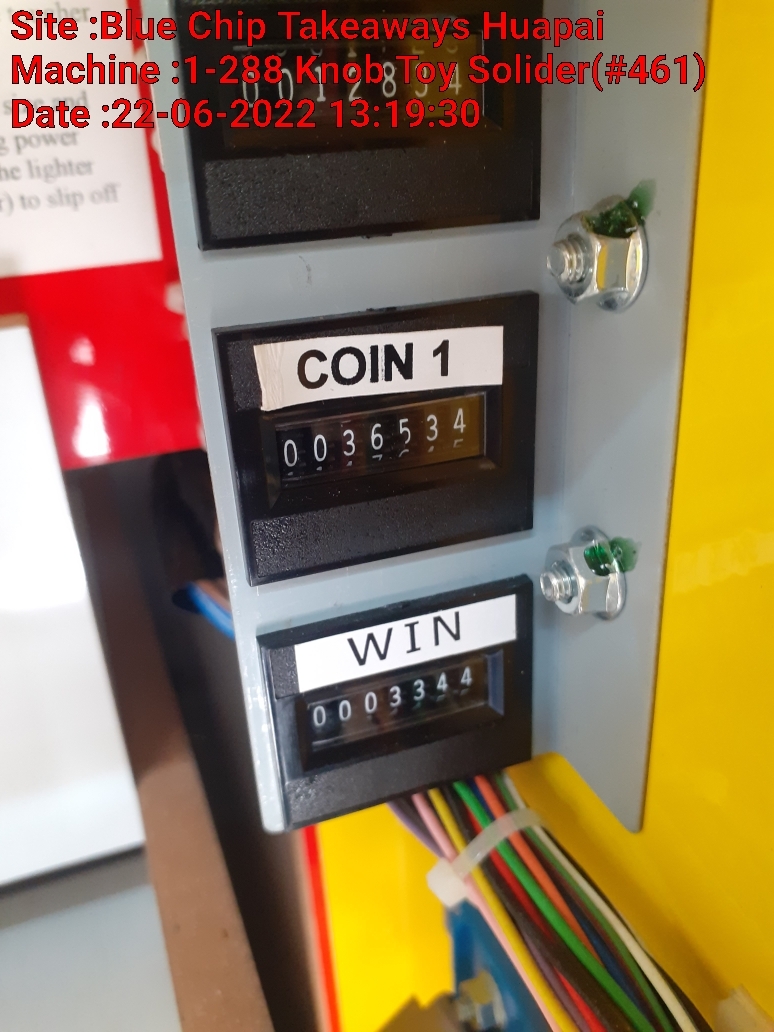 Site :Blue Chip Takeaways Huapai
Machine :1-288 Knob Toy Solider(#461)
Date :22-06-2022 13:19:30
power
he lighter
) to slip off
COIN 1
0036534
WIN
0003344